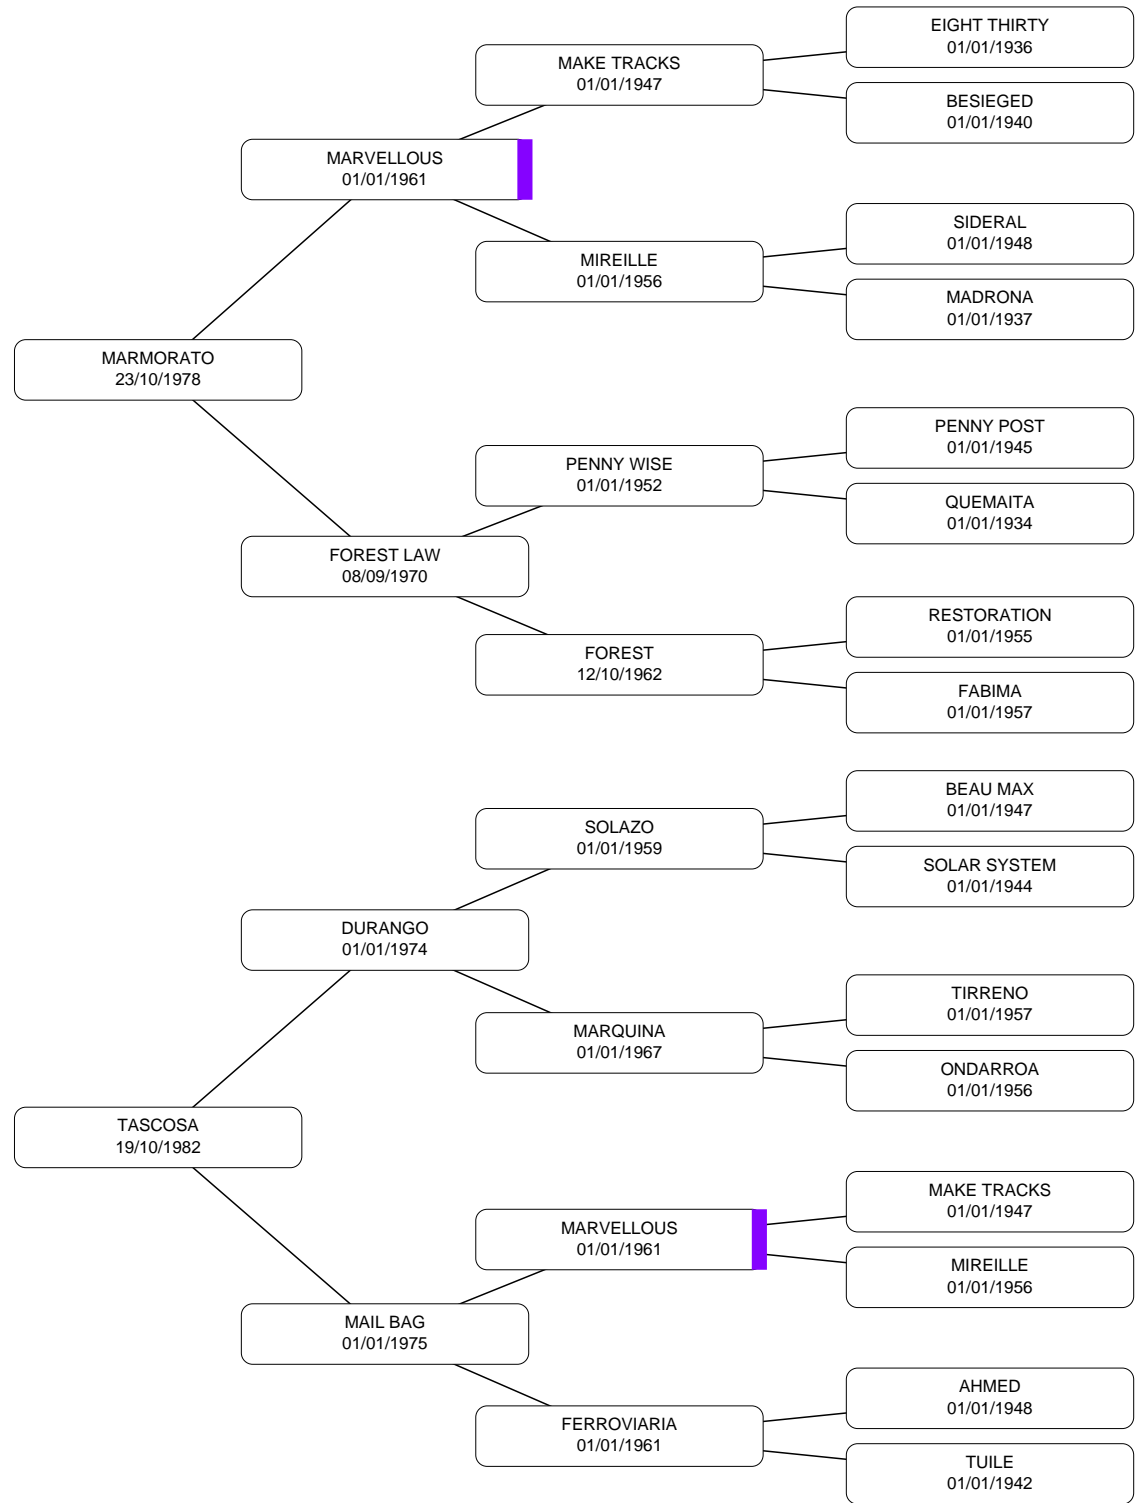 EIGHT THIRTY
01/01/1936
MAKE TRACKS
01/01/1947
BESIEGED
01/01/1940
MARVELLOUS
01/01/1961
SIDERAL
01/01/1948
MIREILLE
01/01/1956
MADRONA
01/01/1937
MARMORATO
23/10/1978
PENNY POST
01/01/1945
PENNY WISE
01/01/1952
QUEMAITA
01/01/1934
FOREST LAW
08/09/1970
RESTORATION
01/01/1955
FOREST
12/10/1962
FABIMA
01/01/1957
BEAU MAX
01/01/1947
SOLAZO
01/01/1959
SOLAR SYSTEM
01/01/1944
DURANGO
01/01/1974
TIRRENO
01/01/1957
MARQUINA
01/01/1967
ONDARROA
01/01/1956
TASCOSA
19/10/1982
MAKE TRACKS
01/01/1947
MARVELLOUS
01/01/1961
MIREILLE
01/01/1956
MAIL BAG
01/01/1975
AHMED
01/01/1948
FERROVIARIA
01/01/1961
TUILE
01/01/1942